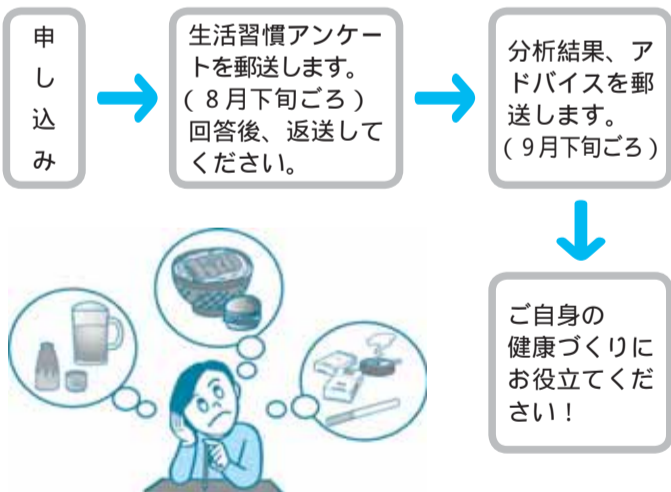 申
し
込
み
生活習慣アンケー
トを郵送します。
(8月下旬ごろ)
回答後、返送して
ください。
分析結果、ア
ドバイスを郵
送します。
(9月下旬ごろ)
ご自身の
健康づくりに
お役立てくだ
さい!